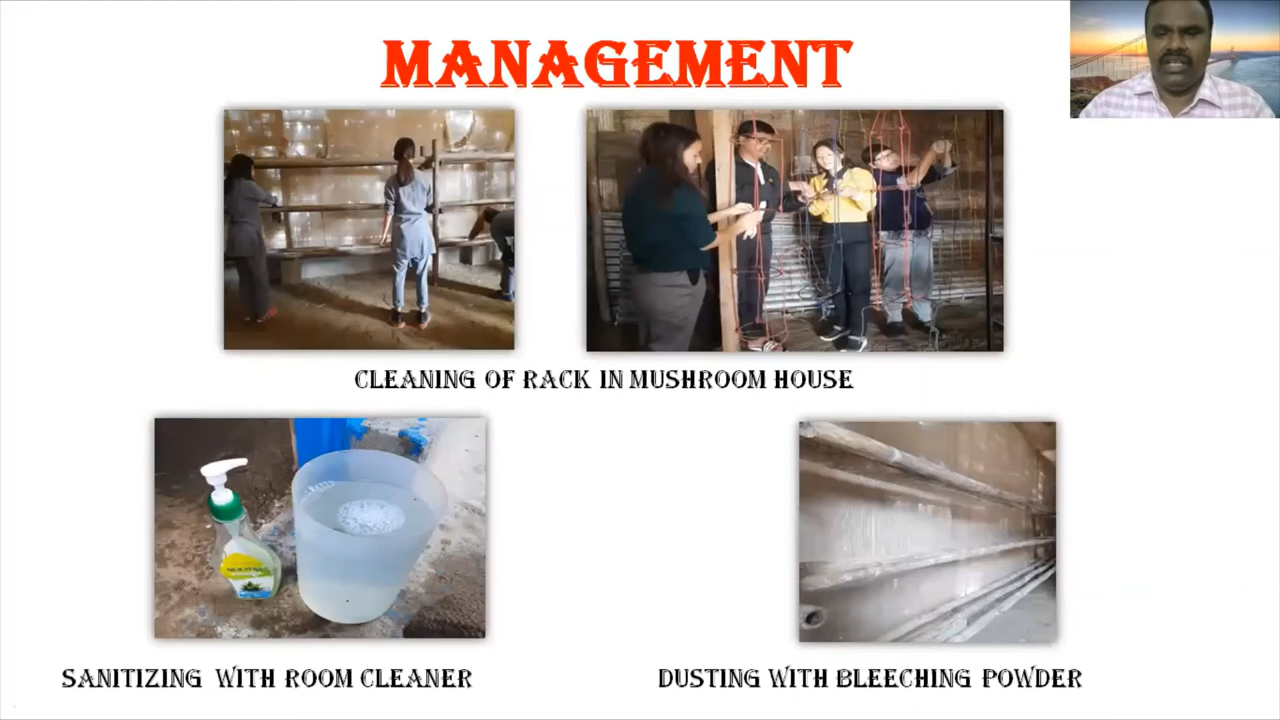 MANAGEMENT
CLEANING OF RACK IN MUSHROOM HOUSE
SANITIZING WITH ROOM CLEANER
DUSTING WITH BLEECHING POWDER